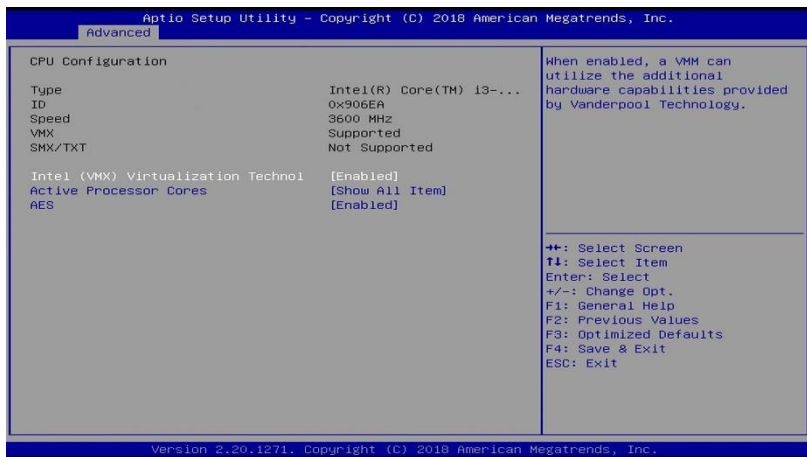 Aptio Setup Utility – Copyright (C) 2018 American Megatrends, Inc.
Advanced
CPU Configuration
Type Intel(R) Core(TM) i3-...
ID 0x906EA
Speed 3600 MHz
VMX Supported
SMX/TXT Not Supported
Intel (VMX) Virtualization Technol [Enabled]
Active Processor Cores [Show All Item]
AES [Enabled]
When enabled, a VMM can
utilize the additional
hardware capabilities provided
by Vanderpool Technology.
→←: Select Screen
↑↓: Select Item
Enter: Select
+/-: Change Opt.
F1: General Help
F2: Previous Values
F3: Optimized Defaults
F4: Save & Exit
ESC: Exit
Version 2.20.1271. Copyright (C) 2018 American Megatrends, Inc.